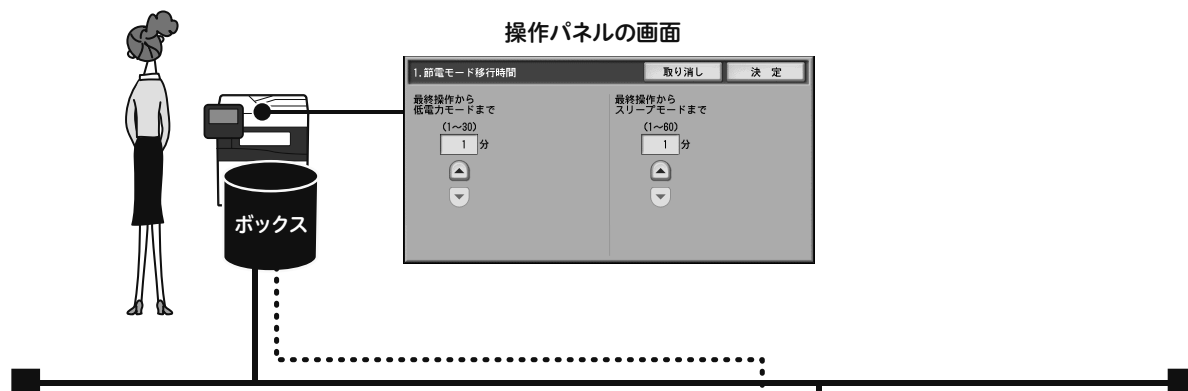 操作パネルの画面
1.節電モード移行時間
取り消し
決 定
最終操作から
低電力モードまで
(1～30)
1 分
最終操作から
スリープモードまで
(1～60)
1 分
ボックス